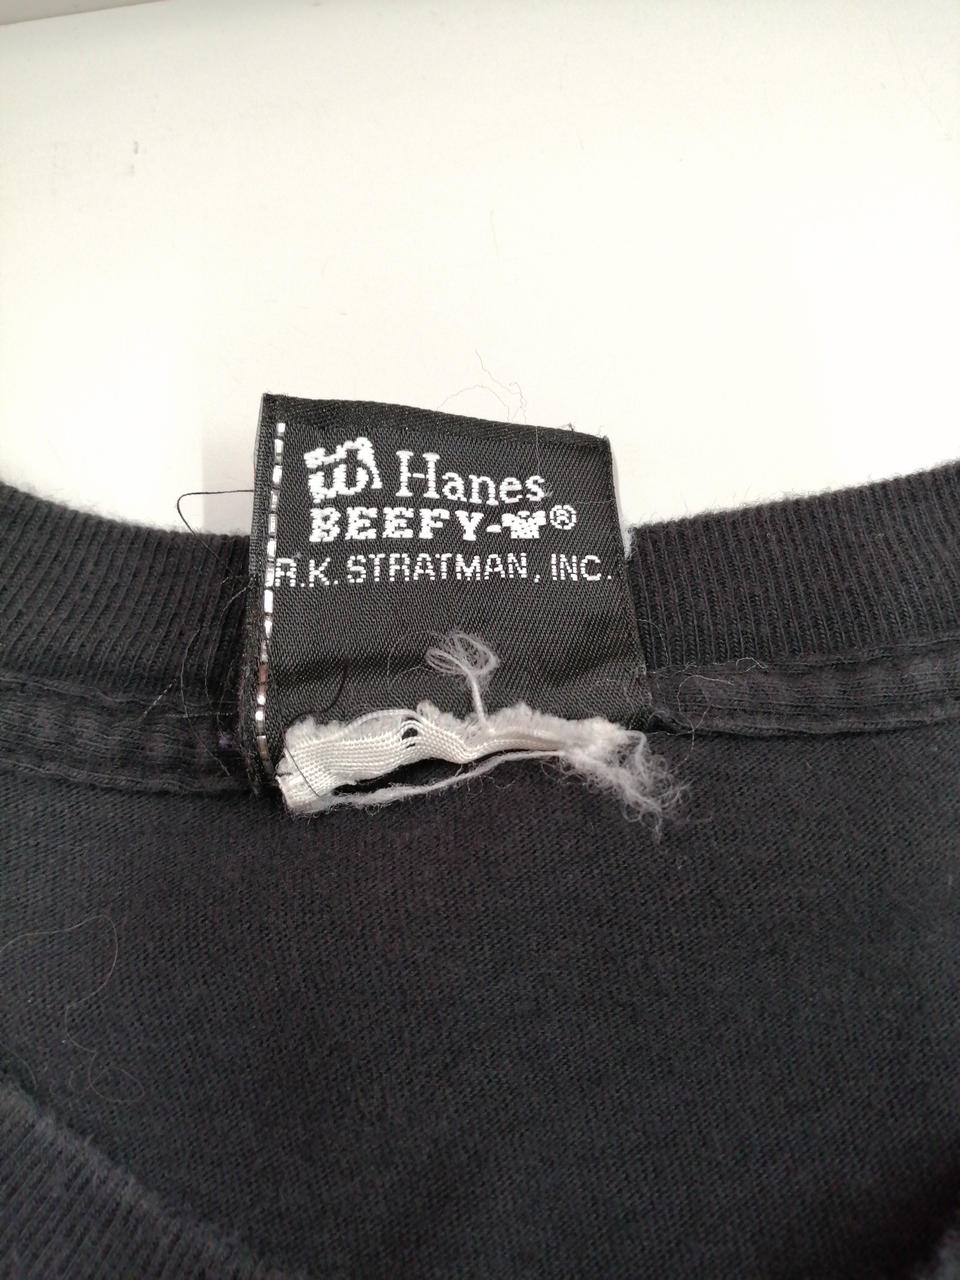 Hanes
BEEFY-®
R.K. STRATMAN, INC.